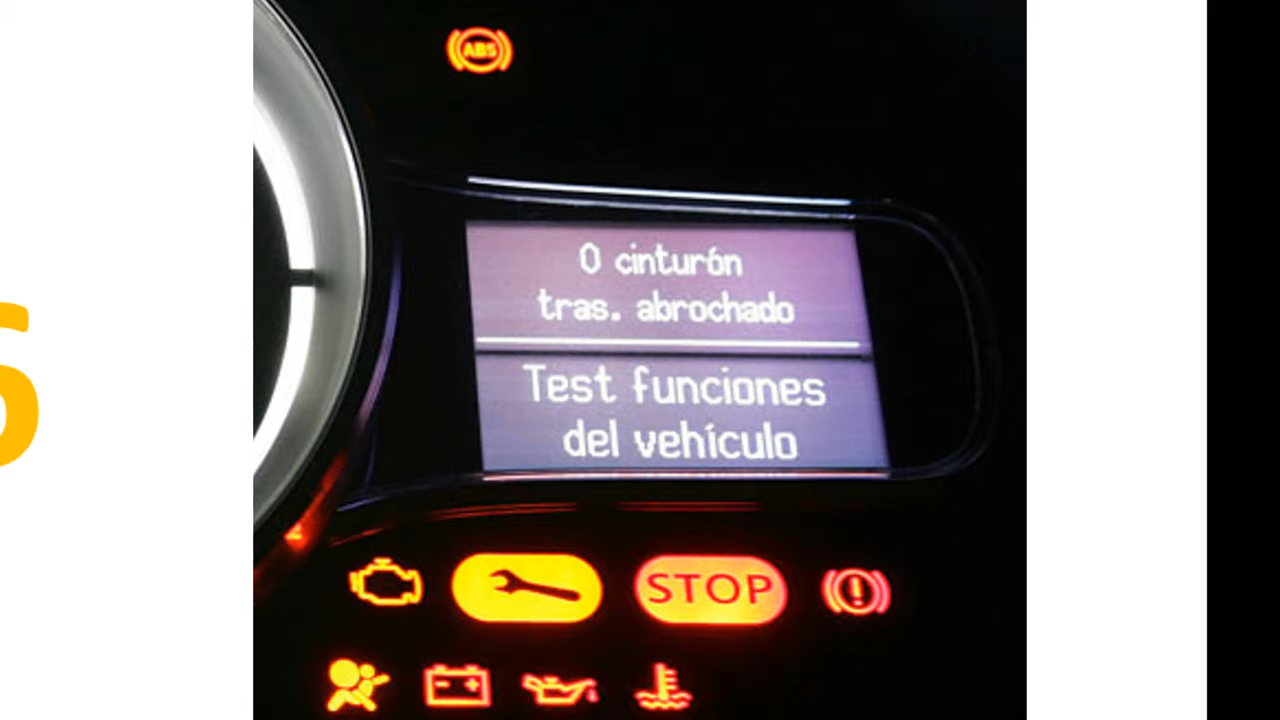 ABS
0 cinturón
tras. abrochado
Test funciones
del vehículo
STOP